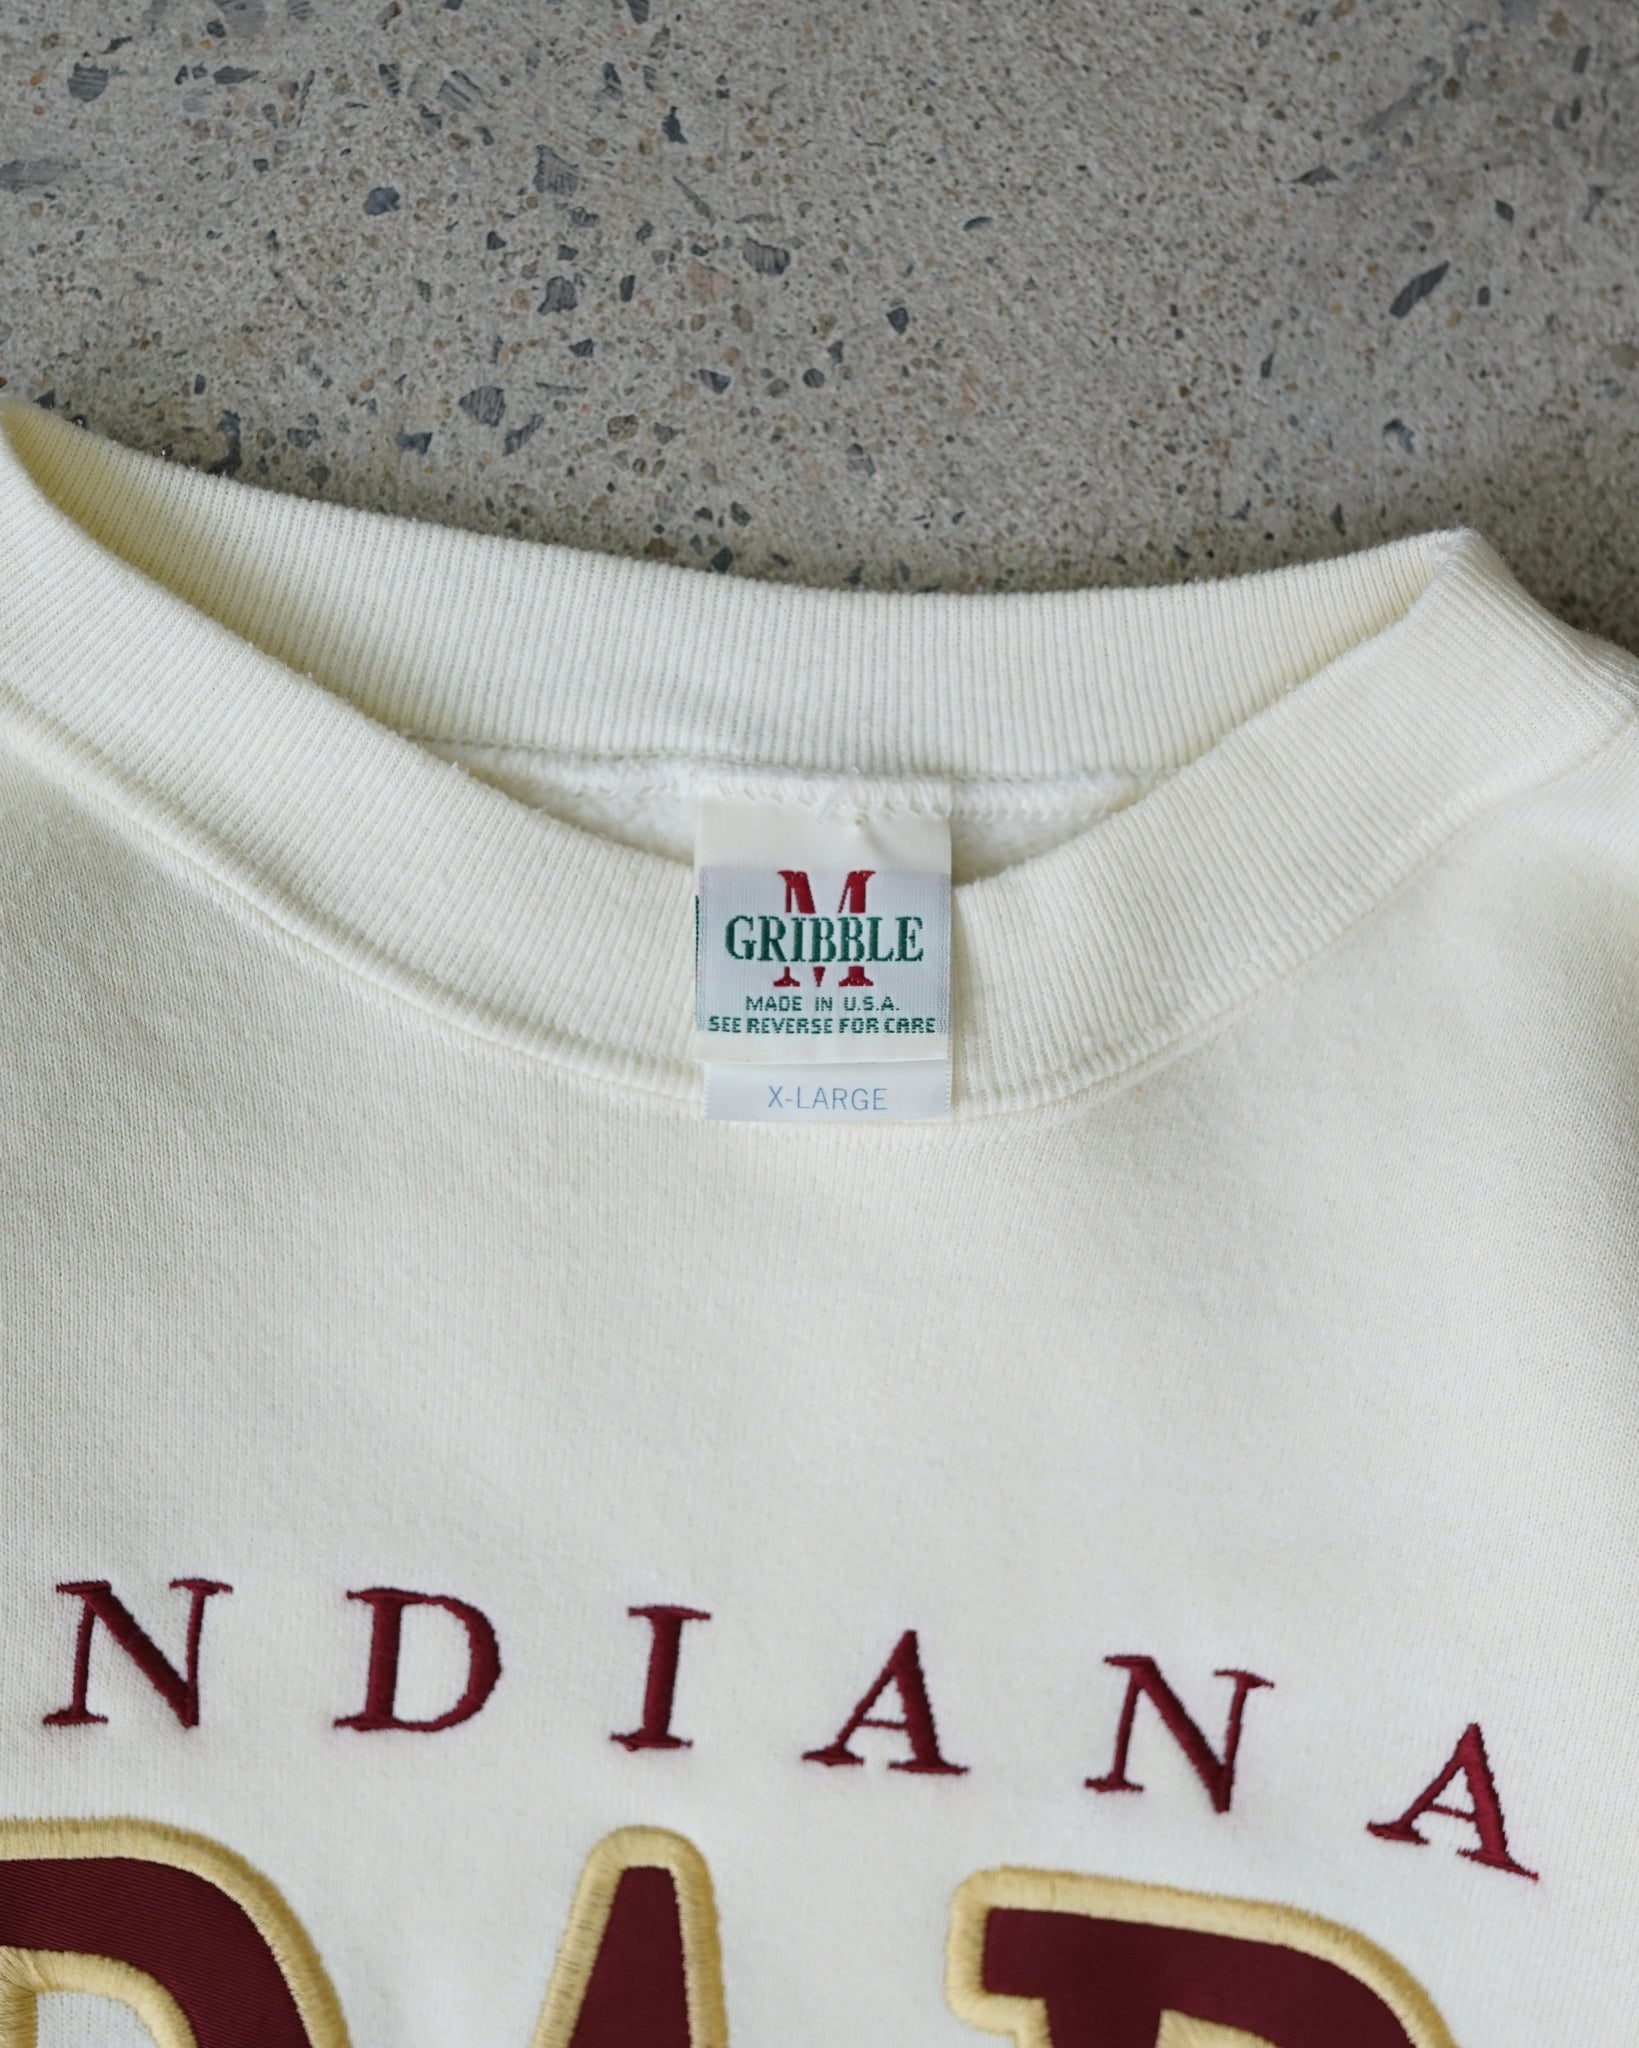 M
GRIBBLE
MADE IN U.S.A.
SEE REVERSE FOR CARE
X-LARGE
NDIANA